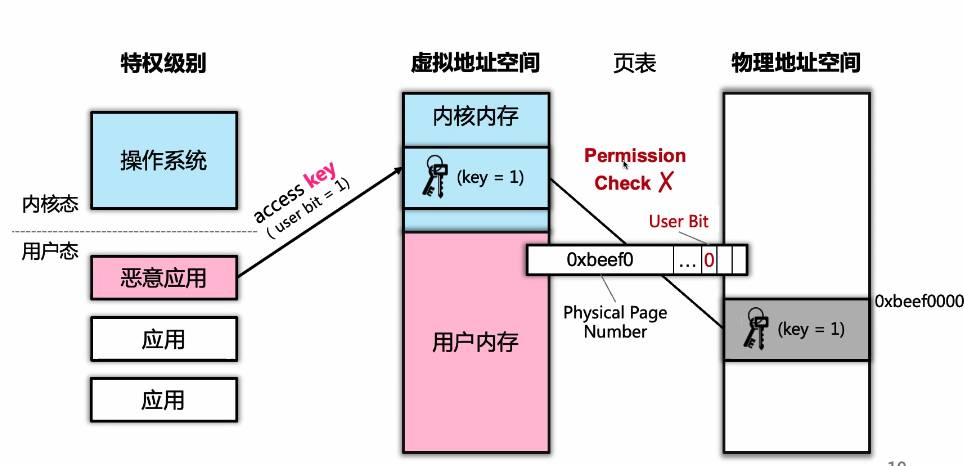 特权级别
虚拟地址空间
页表
物理地址空间
操作系统
内核态
用户态
恶意应用
应用
应用
access key
( user bit = 1)
内核内存
(key = 1)
用户内存
Permission
Check X
User Bit
0xbeef0
...
0
Physical Page
Number
0xbeef0000
(key = 1)